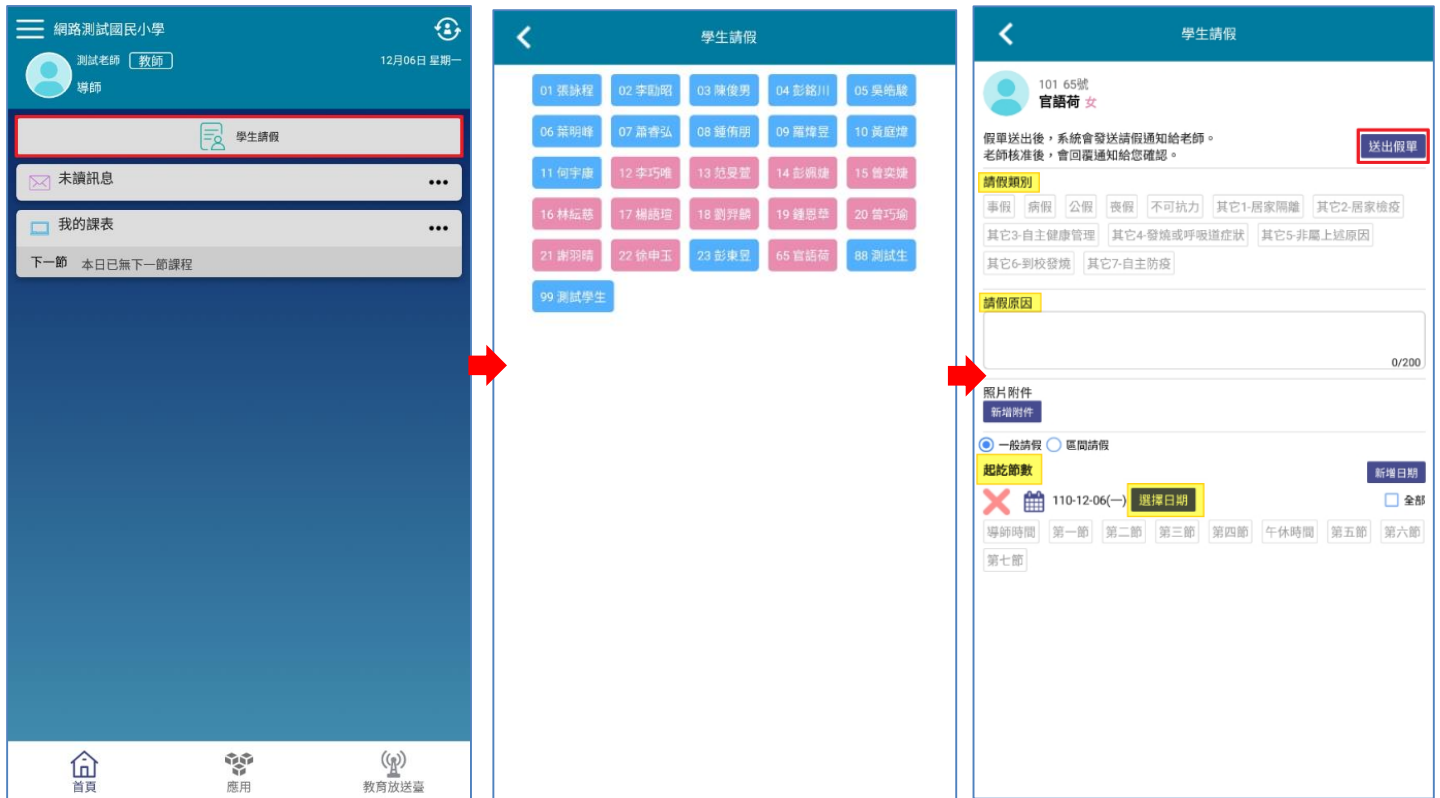 網路測試國民小學
測試老師 教師
12月06日 星期一
導師
學生請假
未讀訊息
我的課表
下一節 本日已無下一節課程
首頁
應用
教育放送臺
學生請假
01 張詠程 02 李勁昭 03 陳俊男 04 彭銘川 05 吳皓駿
06 葉明峰 07 蕭睿弘 08 鍾侑朋 09 羅煒昱 10 黃庭煒
11 何宇康 12 李巧唯 13 范旻萱 14 彭姵婕 15 曾奕婕
16 林紜慈 17 楊語瑄 18 劉羿麟 19 鍾恩苹 20 曾巧瑜
21 謝羽晴 22 徐申玉 23 彭東昱 65 官語荷 88 測試生
99 測試學生
學生請假
101 65號
官語荷 女
假單送出後，系統會發送請假通知給老師。
老師核准後，會回覆通知給您確認。
送出假單
請假類別
事假 病假 公假 喪假 不可抗力 其它1-居家隔離 其它2-居家檢疫
其它3-自主健康管理 其它4-發燒或呼吸道症狀 其它5-非屬上述原因
其它6-到校發燒 其它7-自主防疫
請假原因
0/200
照片附件
新增附件
一般請假 區間請假
起訖節數
新增日期
110-12-06(一) 選擇日期 全部
導師時間 第一節 第二節 第三節 第四節 午休時間 第五節 第六節
第七節